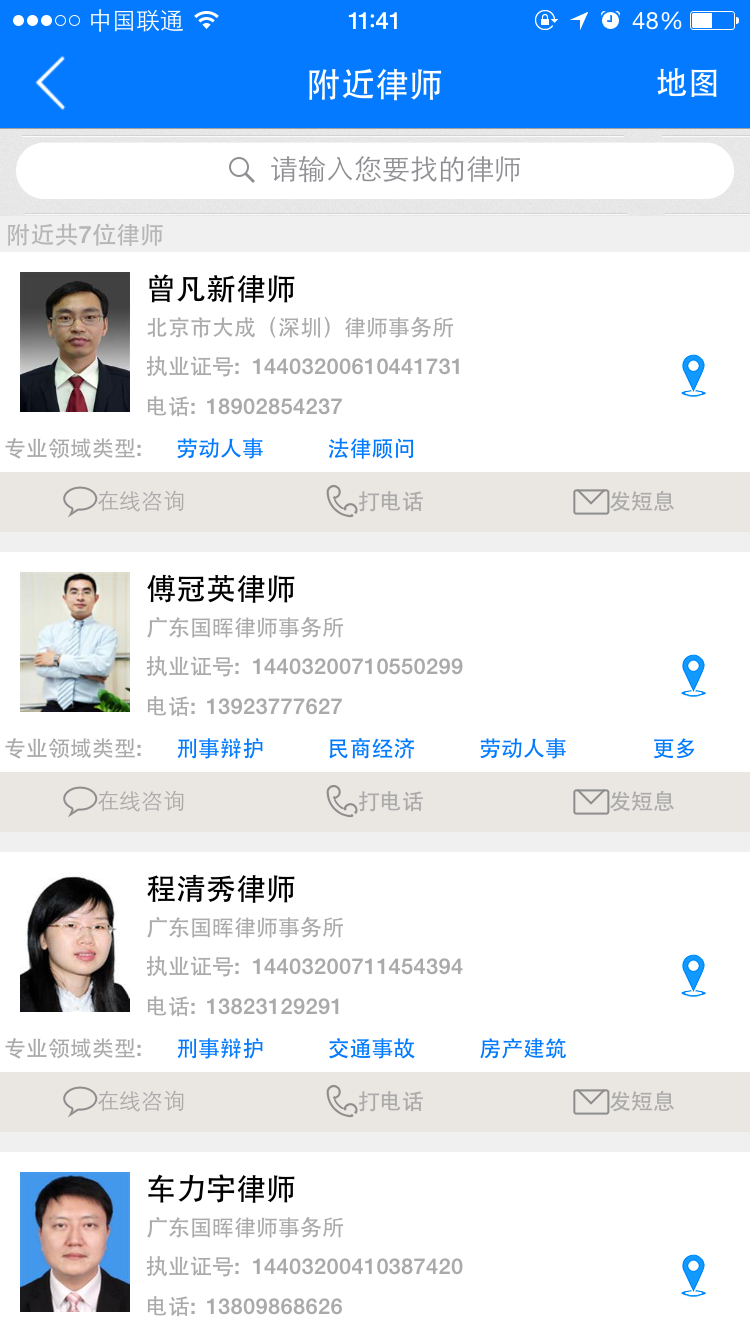 中国联通 11:41 48%
附近律师 地图
请输入您要找的律师
附近共7位律师
曾凡新律师
北京市大成（深圳）律师事务所
执业证号: 14403200610441731
电话: 18902854237
专业领域类型: 劳动人事 法律顾问
在线咨询 打电话 发短息
傅冠英律师
广东国晖律师事务所
执业证号: 14403200710550299
电话: 13923777627
专业领域类型: 刑事辩护 民商经济 劳动人事 更多
在线咨询 打电话 发短息
程清秀律师
广东国晖律师事务所
执业证号: 14403200711454394
电话: 13823129291
专业领域类型: 刑事辩护 交通事故 房产建筑
在线咨询 打电话 发短息
车力宇律师
广东国晖律师事务所
执业证号: 14403200410387420
电话: 13809868626